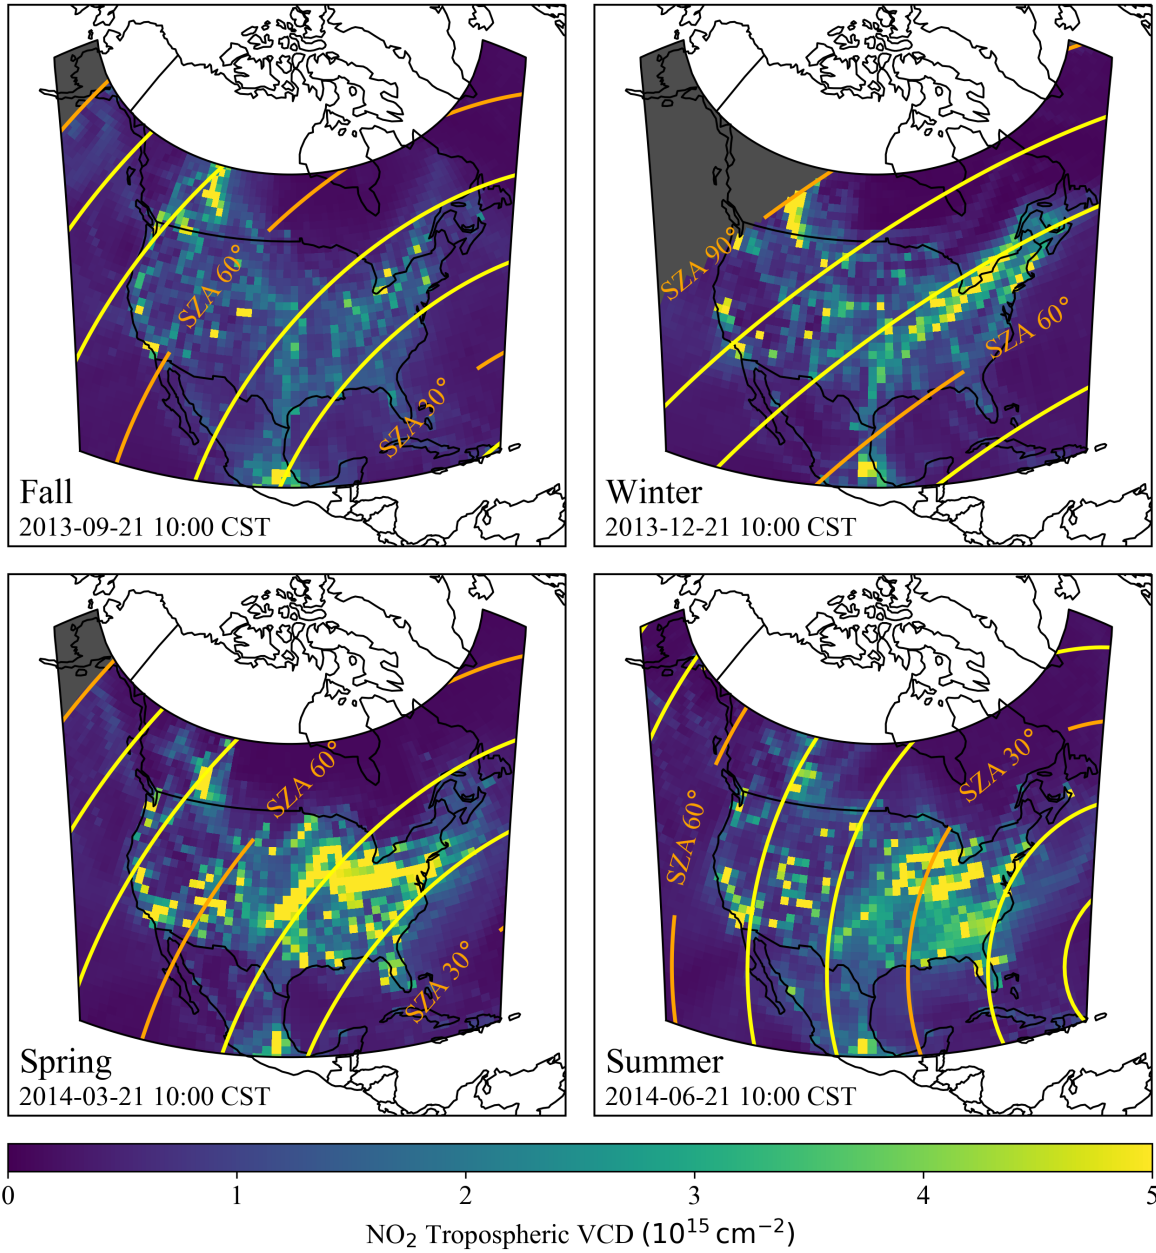 SZA 60°
SZA 30°
Fall
2013-09-21 10:00 CST
SZA 90°
SZA 60°
Winter
2013-12-21 10:00 CST
SZA 60°
SZA 30°
Spring
2014-03-21 10:00 CST
SZA 60°
SZA 30°
Summer
2014-06-21 10:00 CST
0 1 2 3 4 5
NO₂ Tropospheric VCD (10¹⁵ cm⁻²)